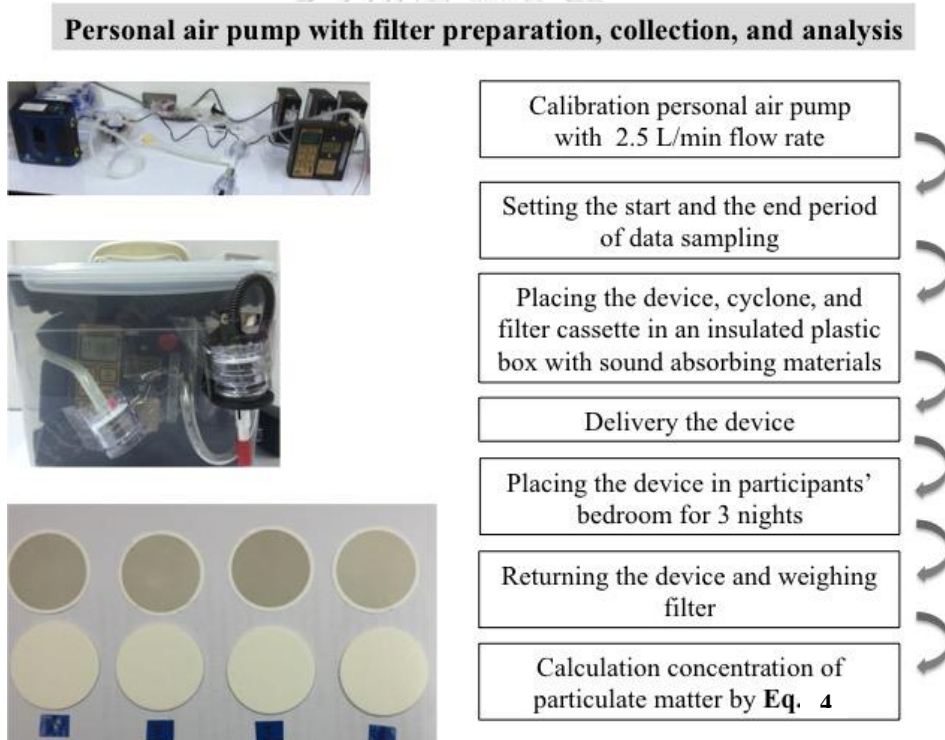 Personal air pump with filter preparation, collection, and analysis
Calibration personal air pump
with 2.5 L/min flow rate
Setting the start and the end period
of data sampling
Placing the device, cyclone, and
filter cassette in an insulated plastic
box with sound absorbing materials
Delivery the device
Placing the device in participants’
bedroom for 3 nights
Returning the device and weighing
filter
Calculation concentration of
particulate matter by Eq. 4